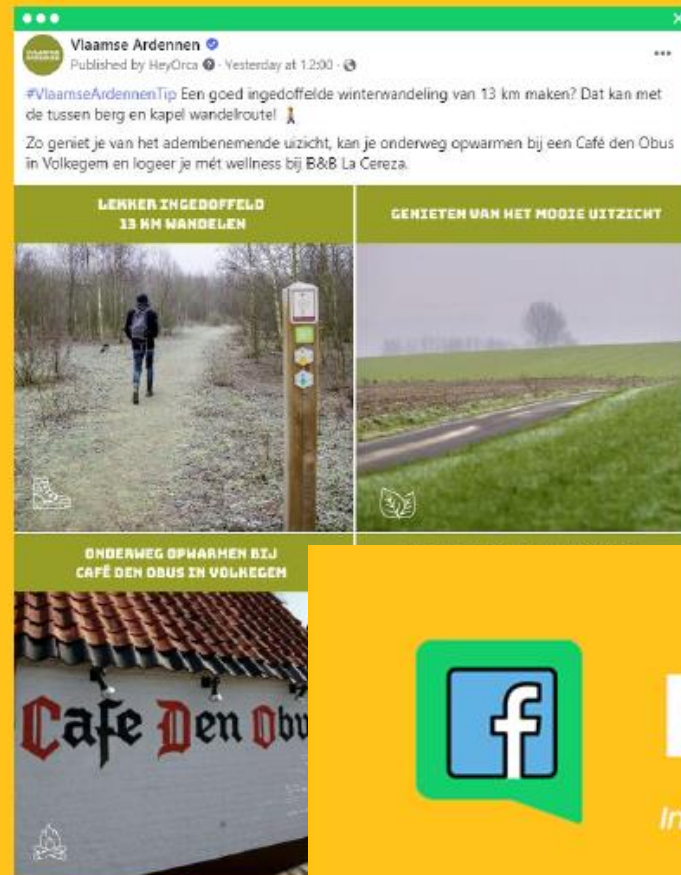 Vlaamse Ardennen
Published by HeyOrca · Yesterday at 12:00 ·
#VlaamseArdennenTip Een goed ingedoffelde winterwandeling van 13 km maken? Dat kan met
de tussen berg en kapel wandelroute!
Zo geniet je van het adembenemende uizicht, kan je onderweg opwarmen bij een Café den Obus
in Volkegem en logeer je mét wellness bij B&B La Cereza.
LEKKER INGEDOFFELD
13 KM WANDELEN
GENIETEN VAN HET MOOIE UITZICHT
ONDERWEG OPWARMEN BIJ
CAFÉ DEN OBUS IN VOLKEGEM
Cafe Den Obu
f
In